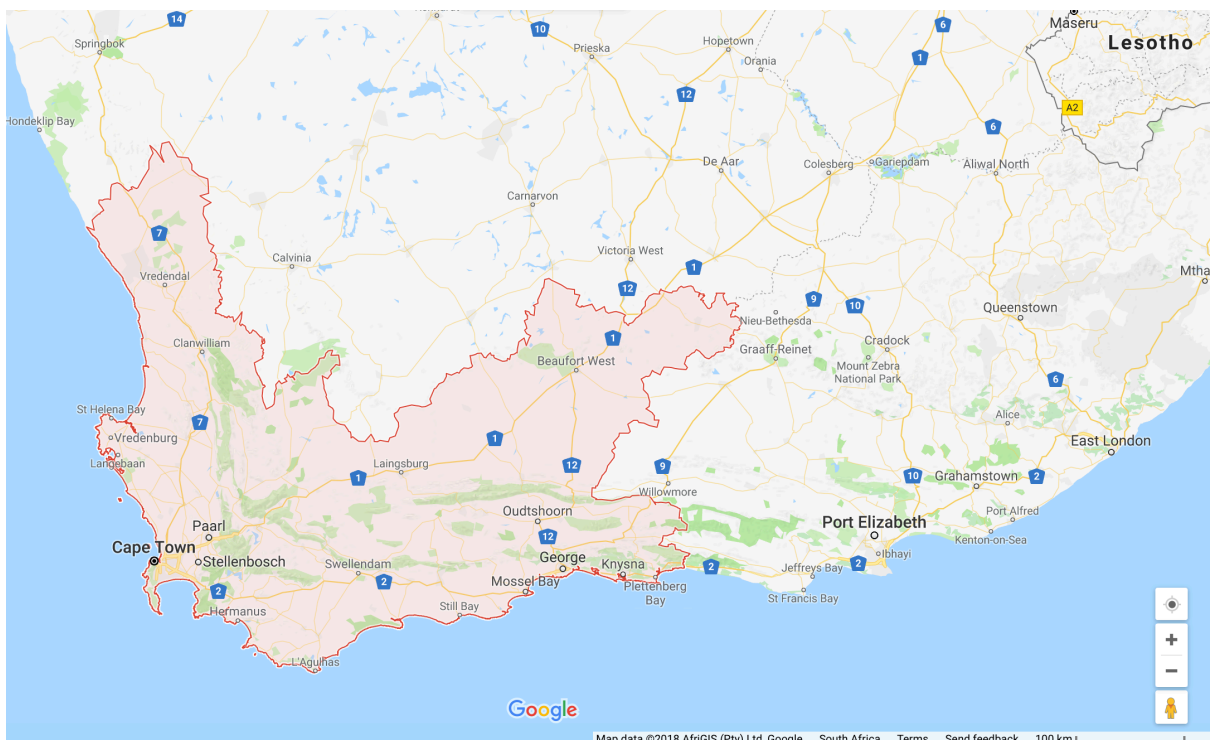 14
10
6
Maseru
Springbok
Prieska
Hopetown
Lesotho
Orania
1
12
A2
Hondeklip Bay
6
De Aar
Colesberg
Gariepdam
Aliwal North
Carnarvon
7
Victoria West
Calvinia
1
Mtha
Vredendal
12
9
10
Queenstown
Nieu-Bethesda
1
Clanwilliam
Graaff-Reinet
Cradock
Beaufort West
Mount Zebra
National Park
6
St Helena Bay
Alice
7
Vredenburg
1
East London
Langebaan
Laingsburg
12
9
1
10
Grahamstown
2
Willowmore
Oudtshoorn
Port Alfred
Paarl
Port Elizabeth
12
Kenton-on-Sea
Cape Town
George
Ibhayi
Stellenbosch
Swellendam
Knysna
2
2
Jeffreys Bay
2
Mossel Bay
Plettenberg
Bay
2
St Francis Bay
Hermanus
Still Bay
L'Agulhas
Google
Map data ©2018 AfriGIS (Pty) Ltd, Google South Africa Terms Send feedback 100 km